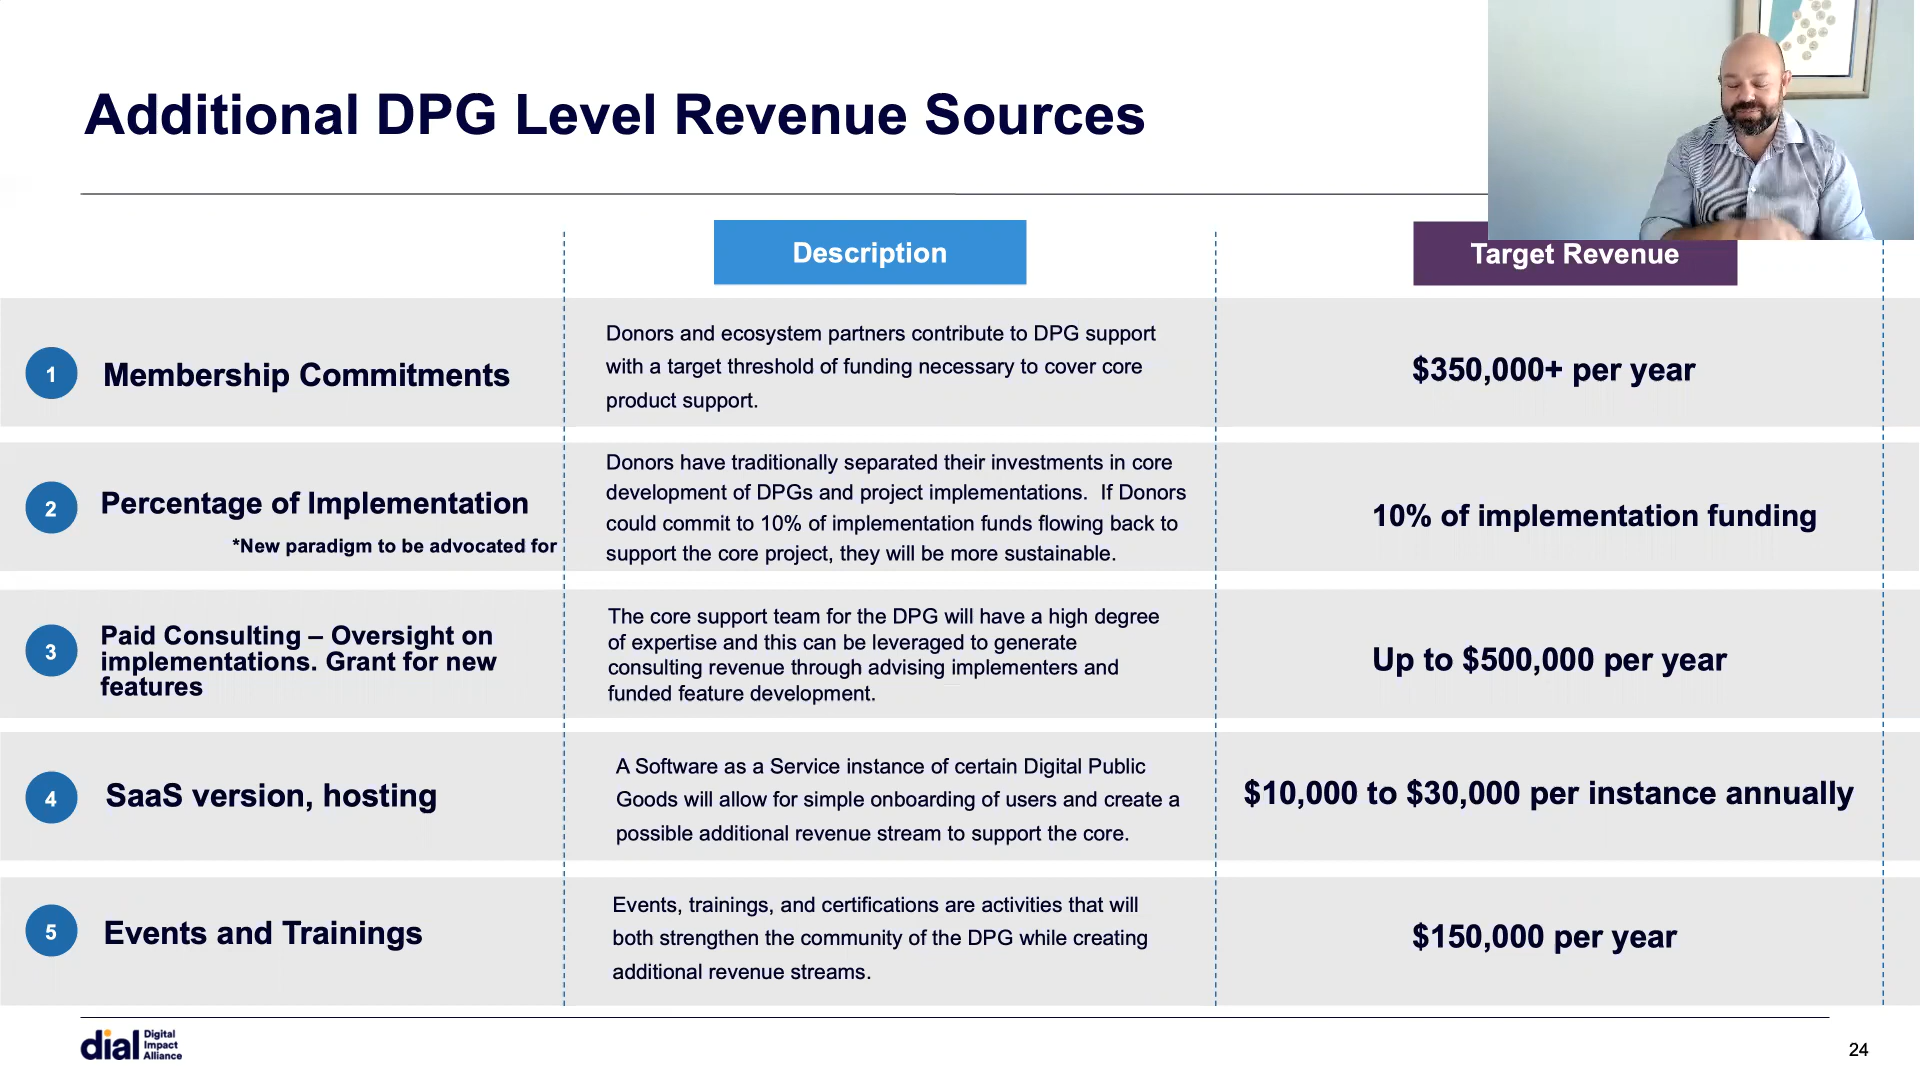 Additional DPG Level Revenue Sources
Description
Target Revenue
1
Membership Commitments
Donors and ecosystem partners contribute to DPG support
with a target threshold of funding necessary to cover core
product support.
$350,000+ per year
2
Percentage of Implementation
*New paradigm to be advocated for
Donors have traditionally separated their investments in core
development of DPGs and project implementations.  If Donors
could commit to 10% of implementation funds flowing back to
support the core project, they will be more sustainable.
10% of implementation funding
3
Paid Consulting – Oversight on
implementations. Grant for new
features
The core support team for the DPG will have a high degree
of expertise and this can be leveraged to generate
consulting revenue through advising implementers and
funded feature development.
Up to $500,000 per year
4
SaaS version, hosting
A Software as a Service instance of certain Digital Public
Goods will allow for simple onboarding of users and create a
possible additional revenue stream to support the core.
$10,000 to $30,000 per instance annually
5
Events and Trainings
Events, trainings, and certifications are activities that will
both strengthen the community of the DPG while creating
additional revenue streams.
$150,000 per year
dial
Digital
Impact
Alliance
24